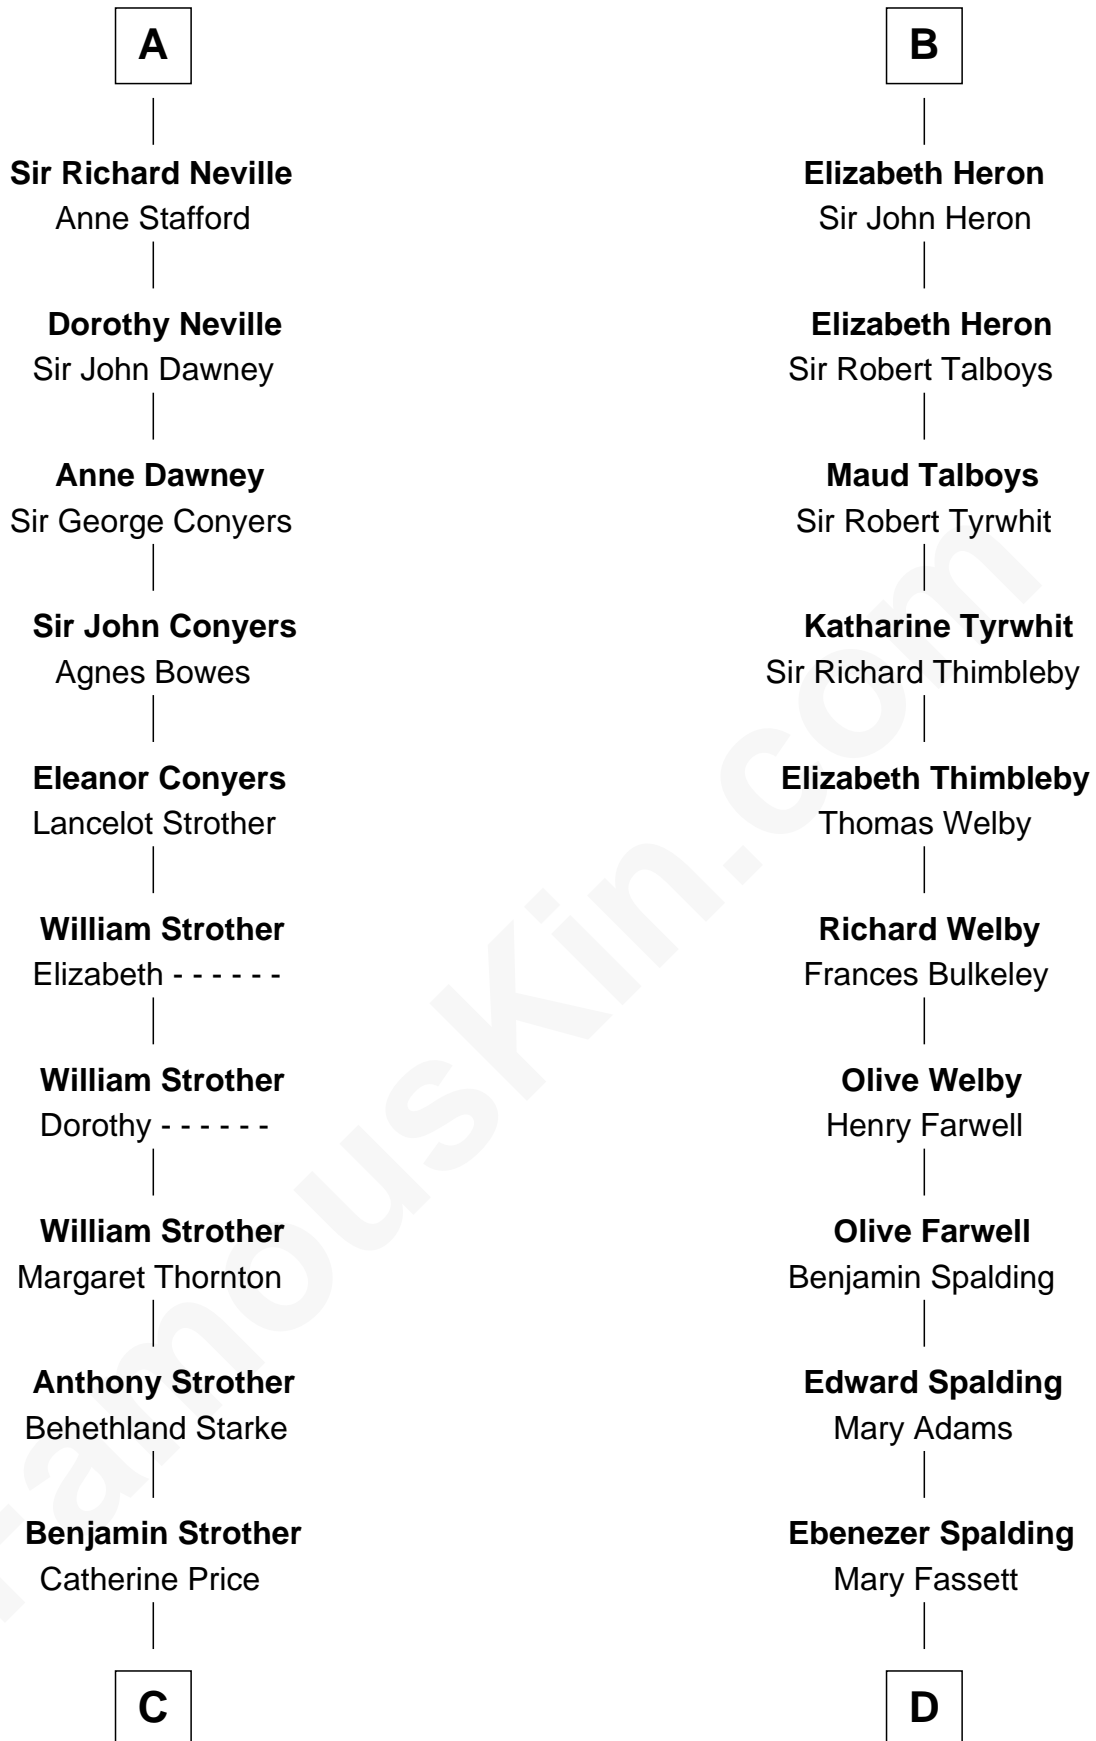 A
Sir Richard Neville
Anne Stafford
Dorothy Neville
Sir John Dawney
Anne Dawney
Sir George Conyers
Sir John Conyers
Agnes Bowes
Eleanor Conyers
Lancelot Strother
William Strother
Elizabeth - - - - - -
William Strother
Dorothy - - - - - -
William Strother
Margaret Thornton
Anthony Strother
Behethland Starke
Benjamin Strother
Catherine Price
C
B
Elizabeth Heron
Sir John Heron
Elizabeth Heron
Sir Robert Talboys
Maud Talboys
Sir Robert Tyrwhit
Katharine Tyrwhit
Sir Richard Thimbleby
Elizabeth Thimbleby
Thomas Welby
Richard Welby
Frances Bulkeley
Olive Welby
Henry Farwell
Olive Farwell
Benjamin Spalding
Edward Spalding
Mary Adams
Ebenezer Spalding
Mary Fassett
D
FamousKin.com